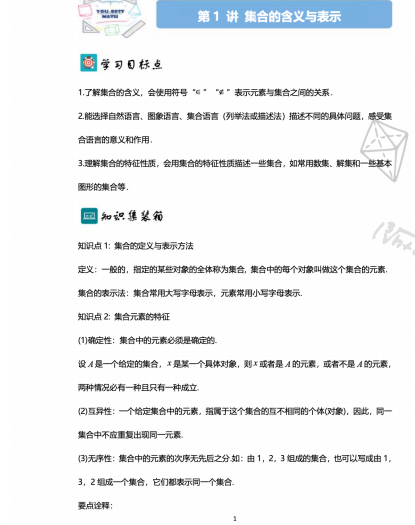 YOU BEST
MATH
第 1 讲 集合的含义与表示
学习目标点
1.了解集合的含义，会使用符号“∈”“∉”表示元素与集合之间的关系.
2.能选择自然语言、图象语言、集合语言（列举法或描述法）描述不同的具体问题，感受集
合语言的意义和作用.
3.理解集合的特征性质，会用集合的特征性质描述一些集合，如常用数集、解集和一些基本
图形的集合等.
知识集装箱
知识点 1: 集合的定义与表示方法
定义：一般的，指定的某些对象的全体称为集合, 集合中的每个对象叫做这个集合的元素.
集合的表示法：集合常用大写字母表示，元素常用小写字母表示.
知识点 2: 集合元素的特征
(1)确定性：集合中的元素必须是确定的.
设 A 是一个给定的集合，x 是某一个具体对象，则 x 或者是 A 的元素，或者不是 A 的元素，
两种情况必有一种且只有一种成立.
(2)互异性：一个给定集合中的元素，指属于这个集合的互不相同的个体(对象)，因此，同一
集合中不应重复出现同一元素.
(3)无序性：集合中的元素的次序无先后之分.如：由 1，2，3 组成的集合，也可以写成由 1，
3，2 组成一个集合，它们都表示同一个集合.
要点诠释：
1